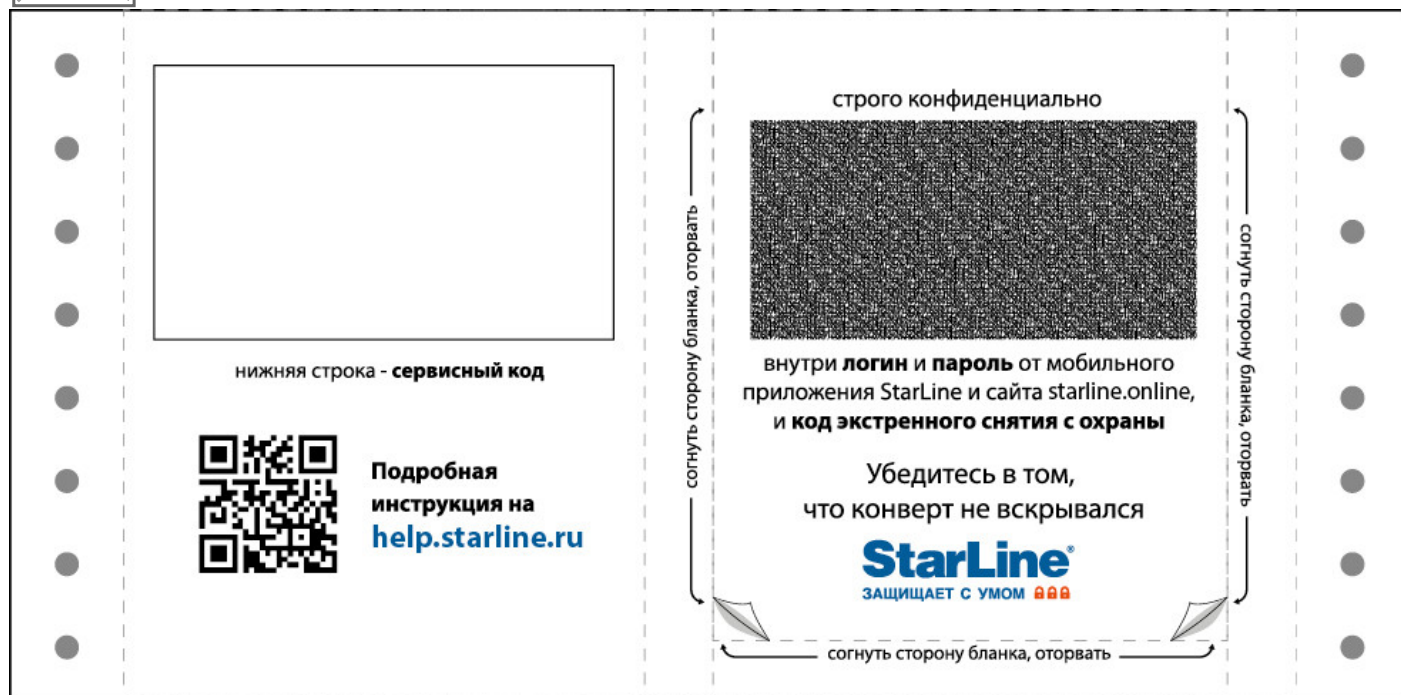 нижняя строка - сервисный код
Подробная
инструкция на
help.starline.ru
согнуть сторону бланка, оторвать
строго конфиденциально
внутри логин и пароль от мобильного
приложения StarLine и сайта starline.online,
и код экстренного снятия с охраны
Убедитесь в том,
что конверт не вскрывался
StarLine®
ЗАЩИЩАЕТ С УМОМ
согнуть сторону бланка, оторвать
согнуть сторону бланка, оторвать